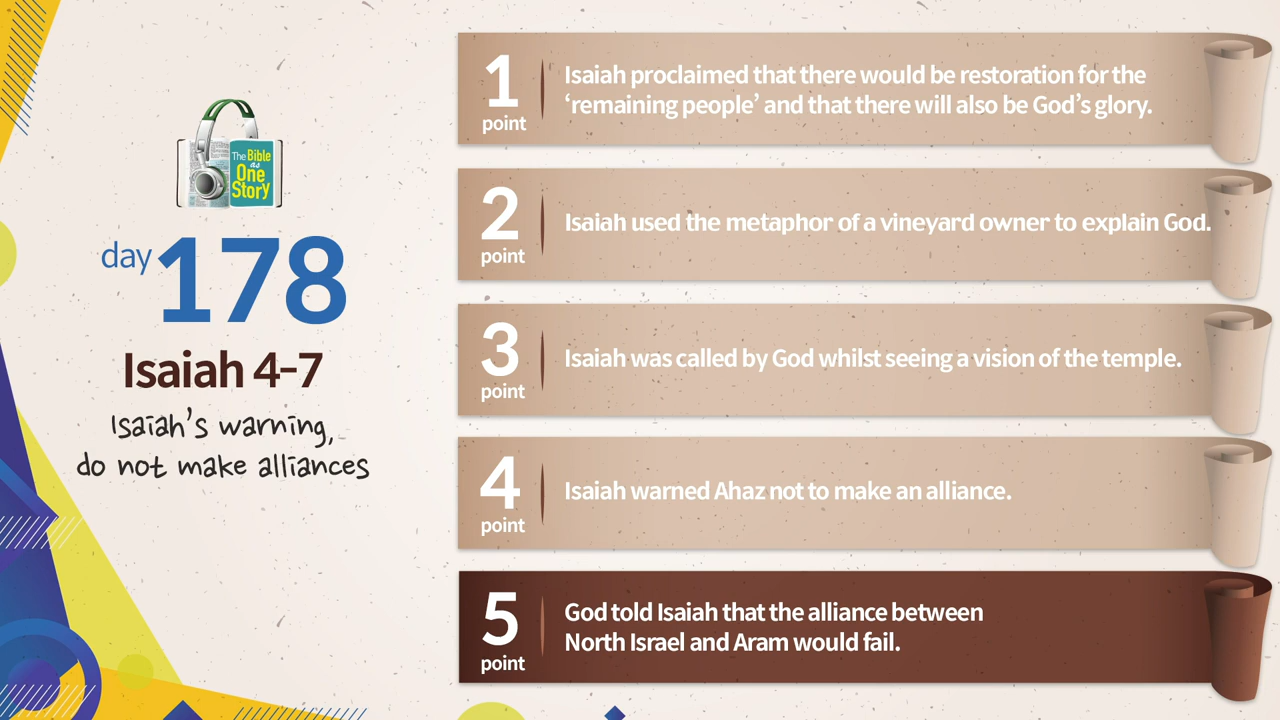 The Bible
as
One
Story
day 178
Isaiah 4-7
Isaiah's warning,
do not make alliances
1
point
Isaiah proclaimed that there would be restoration for the
‘remaining people’ and that there will also be God’s glory.
2
point
Isaiah used the metaphor of a vineyard owner to explain God.
3
point
Isaiah was called by God whilst seeing a vision of the temple.
4
point
Isaiah warned Ahaz not to make an alliance.
5
point
God told Isaiah that the alliance between
North Israel and Aram would fail.